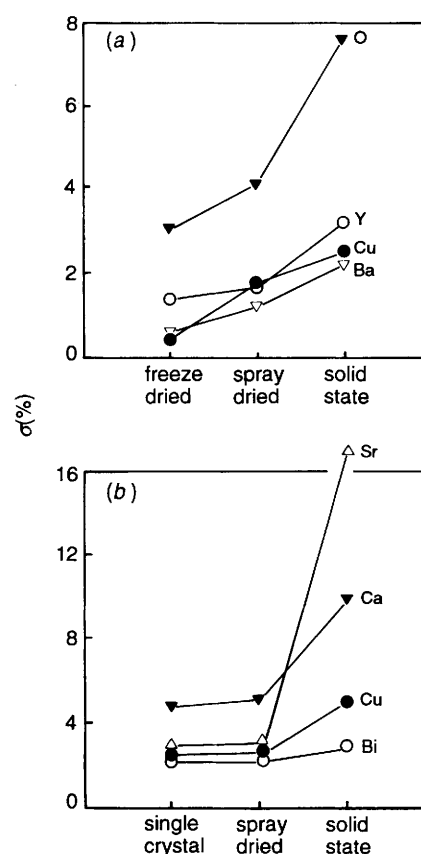 8
(a)
O
6
4
Y
Cu
2
Ba
0
freeze dried
spray dried
solid state
σ(%)
16
(b)
Sr
12
Ca
8
4
Cu
Bi
0
single crystal
spray dried
solid state